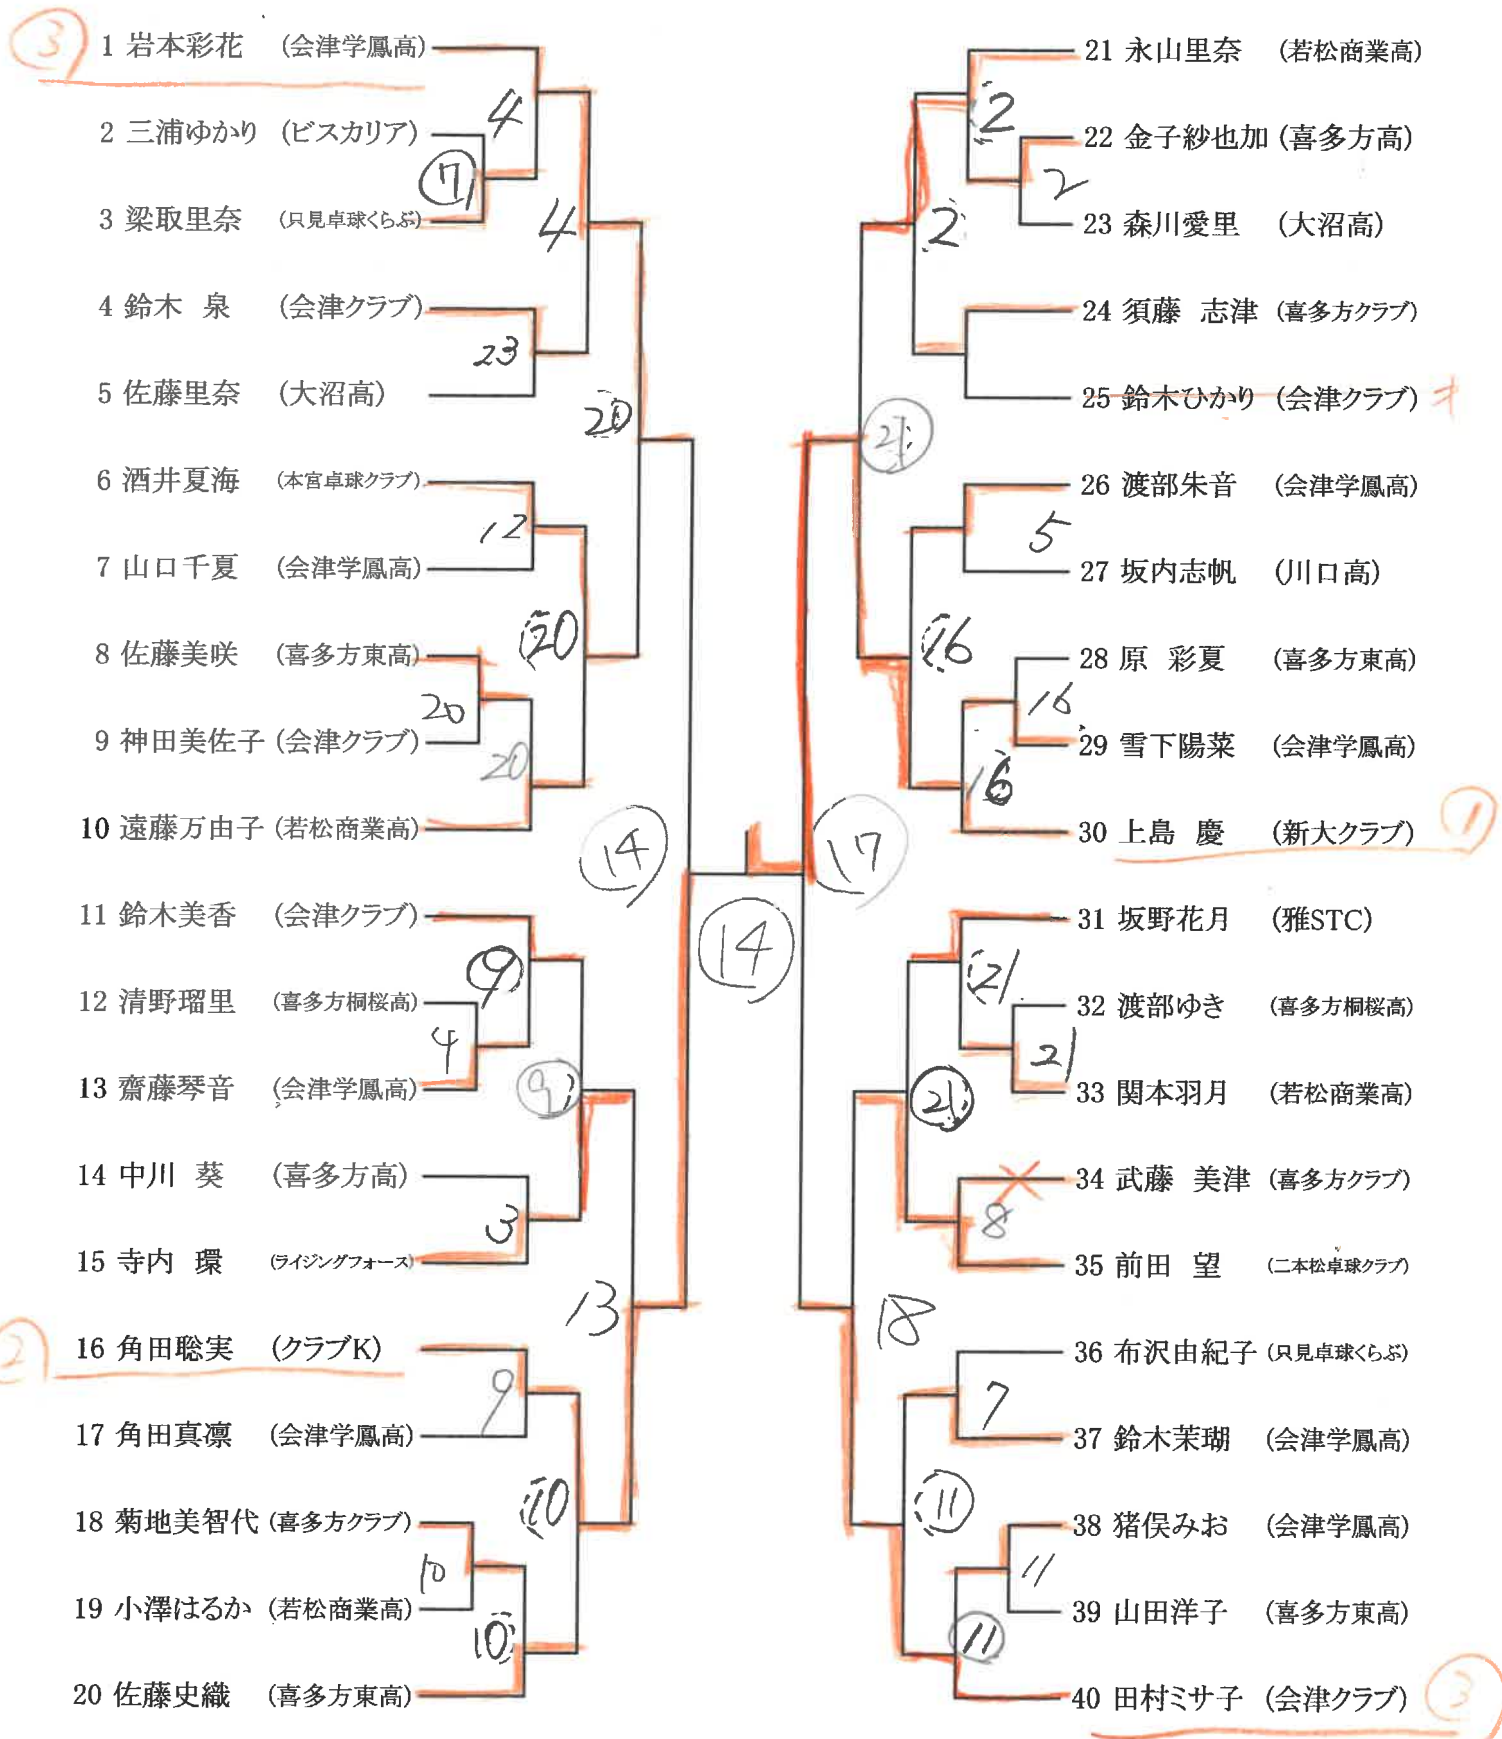 ③ 1 岩本彩花 (会津学鳳高)
4
2 三浦ゆかり (ビスカリア)
⑦
3 梁取里奈 (只見卓球くらぶ)
4
4 鈴木 泉 (会津クラブ)
23
5 佐藤里奈 (大沼高)
20
6 酒井夏海 (本宮卓球クラブ)
12
7 山口千夏 (会津学鳳高)
20
8 佐藤美咲 (喜多方東高)
20
9 神田美佐子 (会津クラブ)
20
10 遠藤万由子 (若松商業高)
14
11 鈴木美香 (会津クラブ)
9
12 清野瑠里 (喜多方桐桜高)
4
13 齋藤琴音 (会津学鳳高)
9
14 中川 葵 (喜多方高)
3
15 寺内 環 (ライジングフォース)
13
② 16 角田聡実 (クラブK)
9
17 角田真凛 (会津学鳳高)
10
18 菊地美智代 (喜多方クラブ)
10
19 小澤はるか (若松商業高)
10
20 佐藤史織 (喜多方東高)
14
17
21 永山里奈 (若松商業高)
2
22 金子紗也加 (喜多方高)
2
23 森川愛里 (大沼高)
2
24 須藤 志津 (喜多方クラブ)
25 鈴木ひかり (会津クラブ)
21
26 渡部朱音 (会津学鳳高)
5
27 坂内志帆 (川口高)
16
28 原 彩夏 (喜多方東高)
16
29 雪下陽菜 (会津学鳳高)
16
30 上島 慶 (新大クラブ) ①
31 坂野花月 (雅STC)
21
32 渡部ゆき (喜多方桐桜高)
21
33 関本羽月 (若松商業高)
21
34 武藤 美津 (喜多方クラブ)
8
35 前田 望 (二本松卓球クラブ)
18
36 布沢由紀子 (只見卓球くらぶ)
7
37 鈴木茉瑚 (会津学鳳高)
11
38 猪俣みお (会津学鳳高)
11
39 山田洋子 (喜多方東高)
11
40 田村ミサ子 (会津クラブ) ③